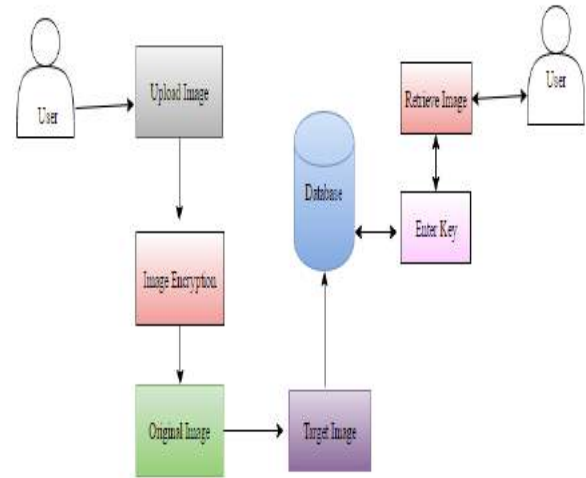 User
Upload Image
Image Encryption
Original Image
Target Image
Database
Enter Key
Retrieve Image
User